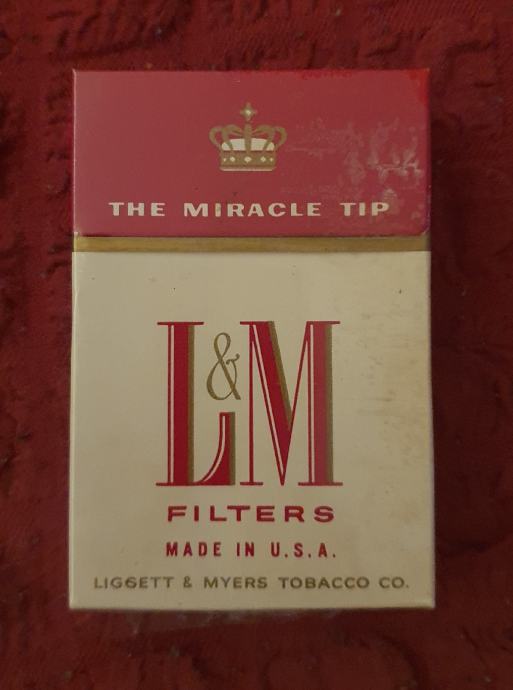 THE MIRACLE TIP
L&M
FILTERS
MADE IN U.S.A.
LIGGETT & MYERS TOBACCO CO.